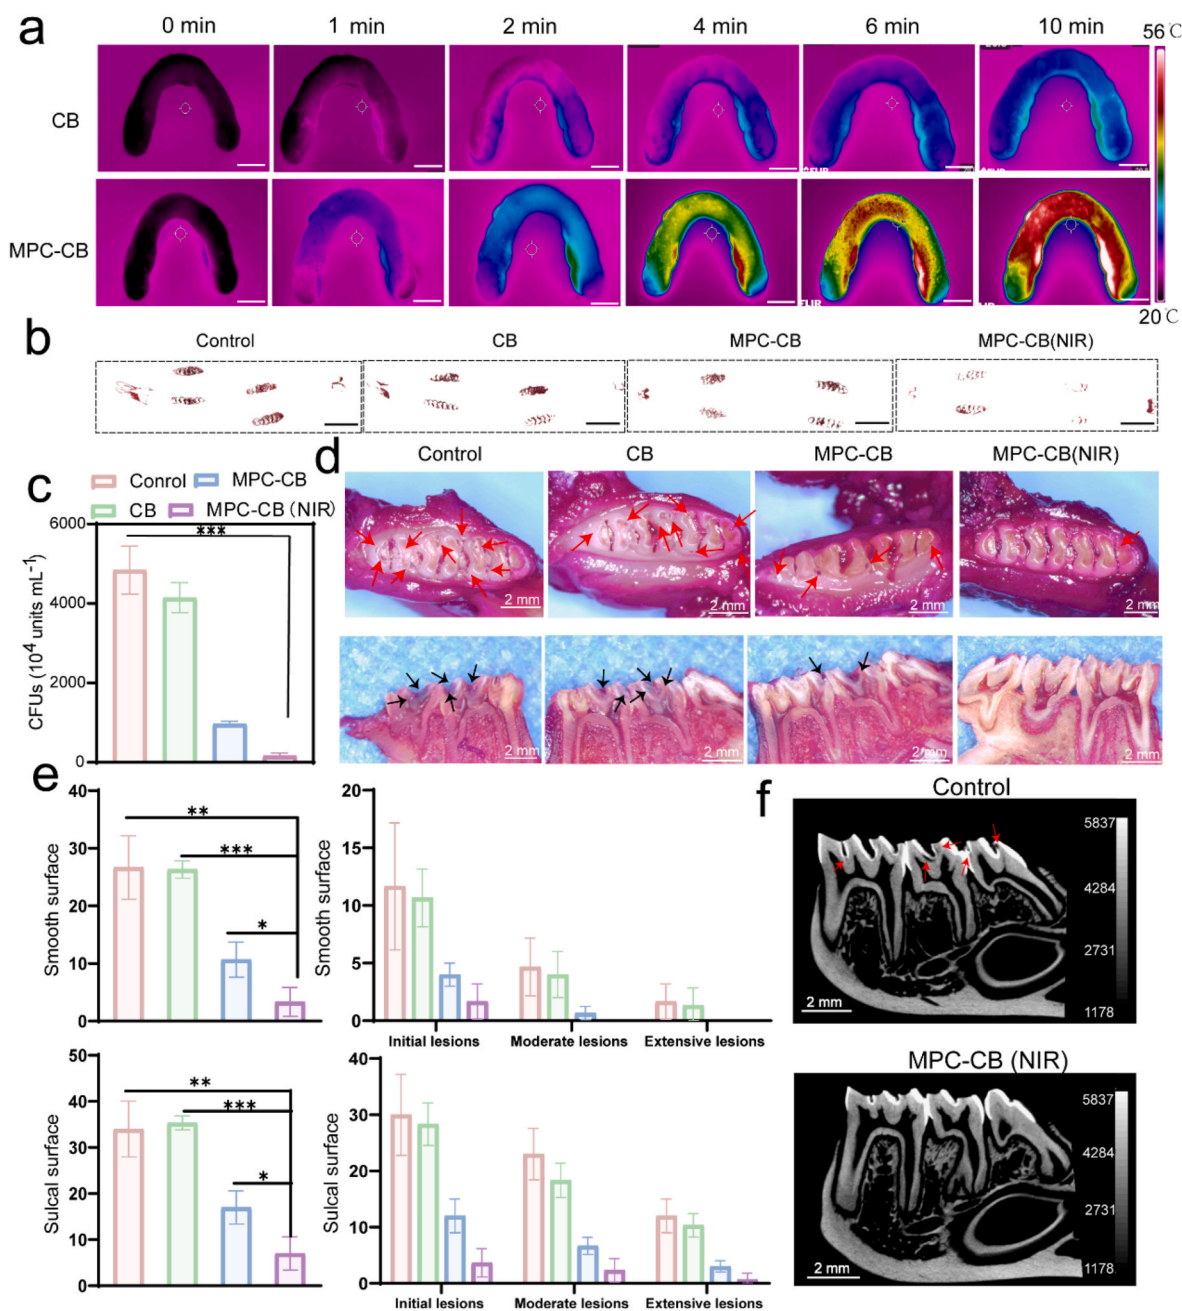 a
0 min 1 min 2 min 4 min 6 min 10 min
56℃
CB
MPC-CB
20℃
b
Control CB MPC-CB MPC-CB(NIR)
c
Control MPC-CB
CB MPC-CB (NIR)
6000
4000
2000
0
CFUs (10⁴ units mL⁻¹)
***
d
Control CB MPC-CB MPC-CB(NIR)
2 mm 2 mm 2 mm 2 mm
2 mm 2 mm 2 mm 2 mm
e
Smooth surface
40
30
20
10
0
**
***
*
Smooth surface
20
15
10
5
0
Initial lesions Moderate lesions Extensive lesions
Sulcal surface
50
40
30
20
10
0
**
***
*
Sulcal surface
40
30
20
10
0
Initial lesions Moderate lesions Extensive lesions
f
Control
5837
4284
2731
1178
2 mm
MPC-CB (NIR)
5837
4284
2731
1178
2 mm